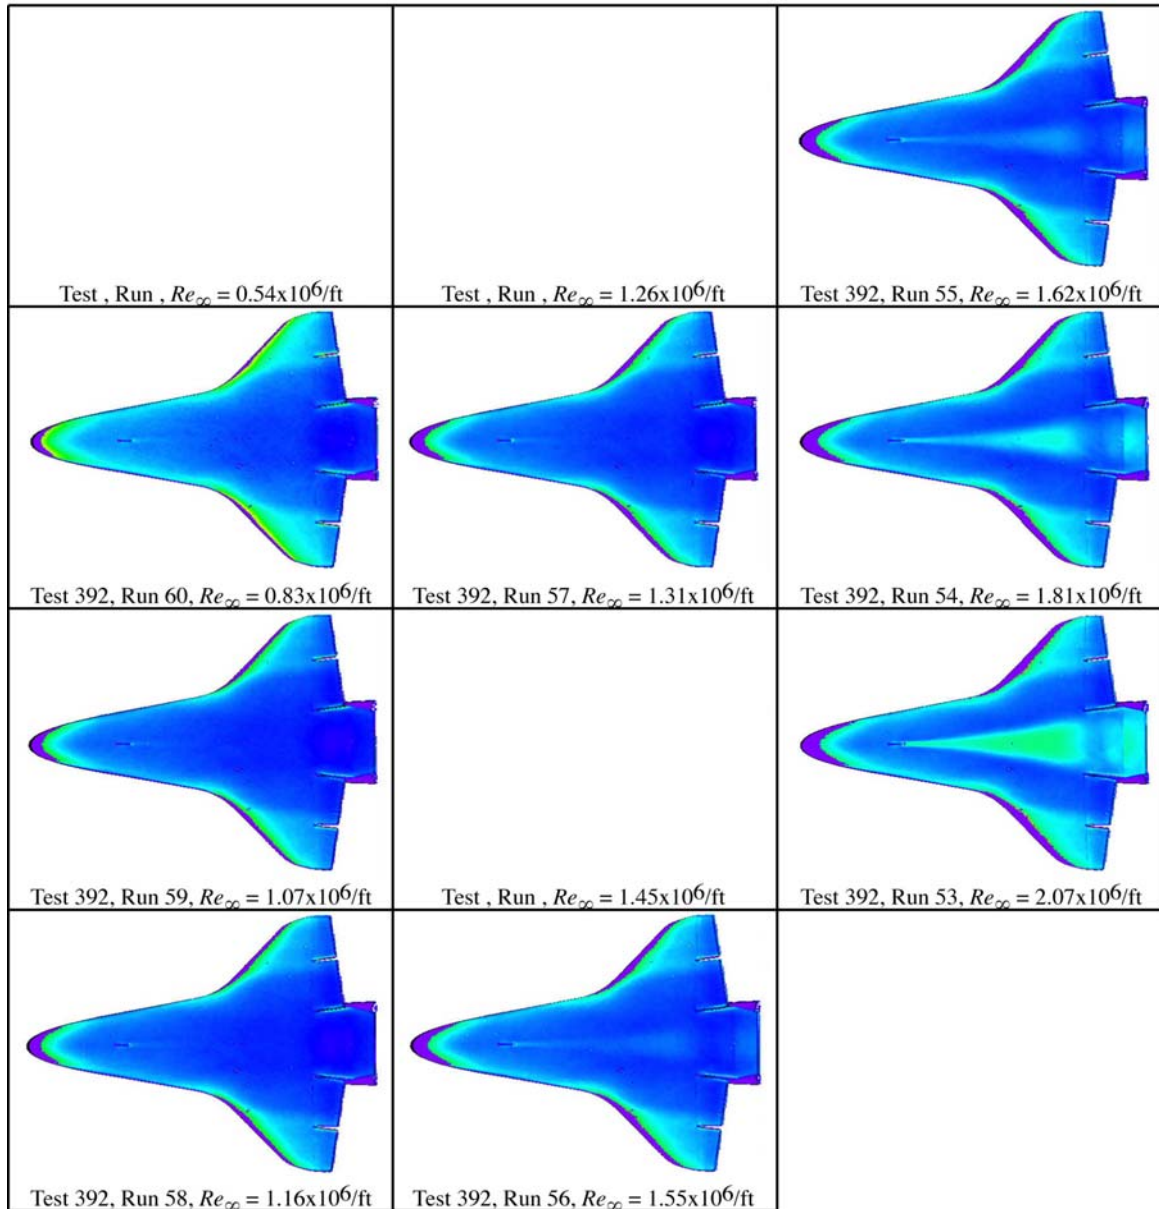 Test , Run , Re∞ = 0.54x10⁶/ft
Test , Run , Re∞ = 1.26x10⁶/ft
Test 392, Run 55, Re∞ = 1.62x10⁶/ft
Test 392, Run 60, Re∞ = 0.83x10⁶/ft
Test 392, Run 57, Re∞ = 1.31x10⁶/ft
Test 392, Run 54, Re∞ = 1.81x10⁶/ft
Test 392, Run 59, Re∞ = 1.07x10⁶/ft
Test , Run , Re∞ = 1.45x10⁶/ft
Test 392, Run 53, Re∞ = 2.07x10⁶/ft
Test 392, Run 58, Re∞ = 1.16x10⁶/ft
Test 392, Run 56, Re∞ = 1.55x10⁶/ft